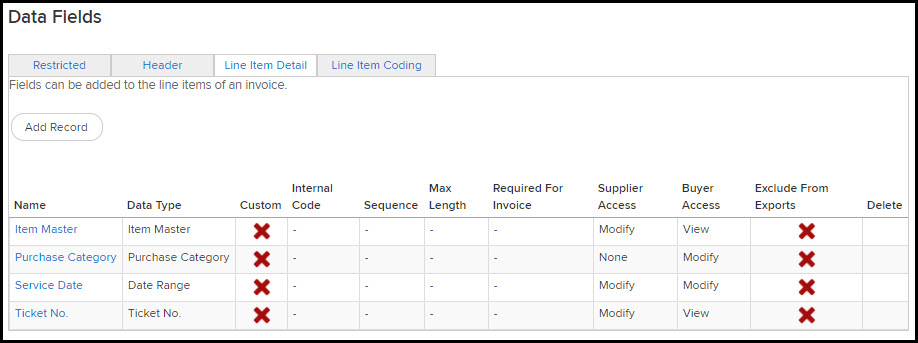 Data Fields
Restricted Header Line Item Detail Line Item Coding
Fields can be added to the line items of an invoice.
Add Record
Name Data Type Custom Internal Code Sequence Max Length Required For Invoice Supplier Access Buyer Access Exclude From Exports Delete
Item Master Item Master - - - - Modify View
Purchase Category Purchase Category - - - - None Modify
Service Date Date Range - - - - Modify Modify
Ticket No. Ticket No. - - - - Modify View